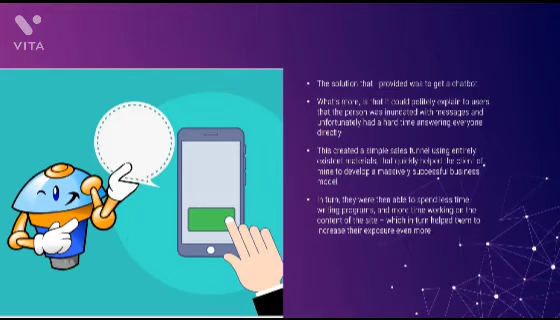 VITA
• The solution that I provided was to get a chatbot
• What's more, is that it could politely explain to users
that the person was inundated with messages and
unfortunately had a hard time answering everyone
directly
• This created a simple sales funnel using entirely
existent materials, that quickly helped the client of
mine to develop a massively successful business
model
• In turn, they were then able to spend less time
writing programs, and more time working on the
content of the site – which in turn helped them to
increase their exposure even more